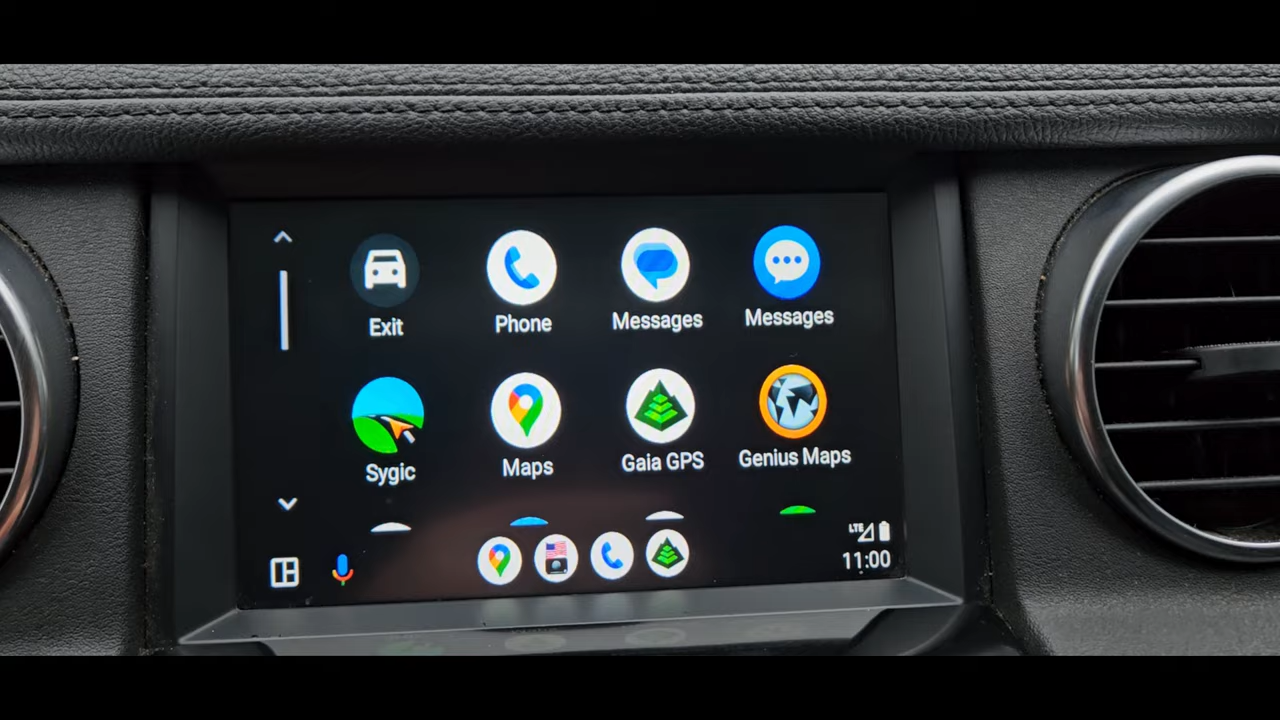 Exit
Phone
Messages
Messages
Sygic
Maps
Gaia GPS
Genius Maps
LTE
11:00